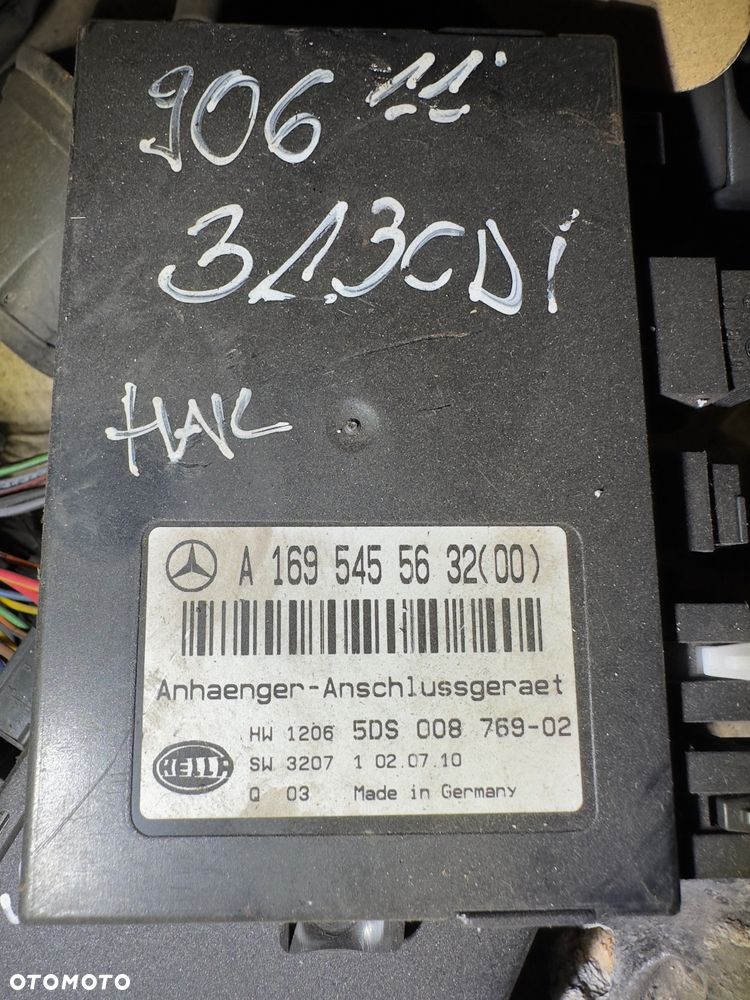 906 11'
313CDi
HAK
A 169 545 56 32(00)
Anhaenger-Anschlussgeraet
HW 1206 5DS 008 769-02
HELLA
SW 3207 1 02.07.10
Q 03 Made in Germany
OTOMOTO